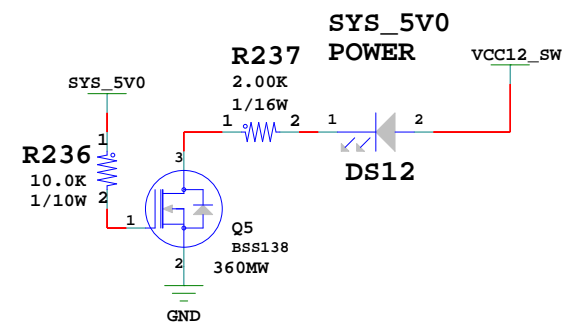 SYS_5V0
POWER
R237
2.00K
1/16W
VCC12_SW
SYS_5V0
1
2
1
2
DS12
R236
10.0K
1/10W
1
2
3
1
Q5
BSS138
360MW
2
GND